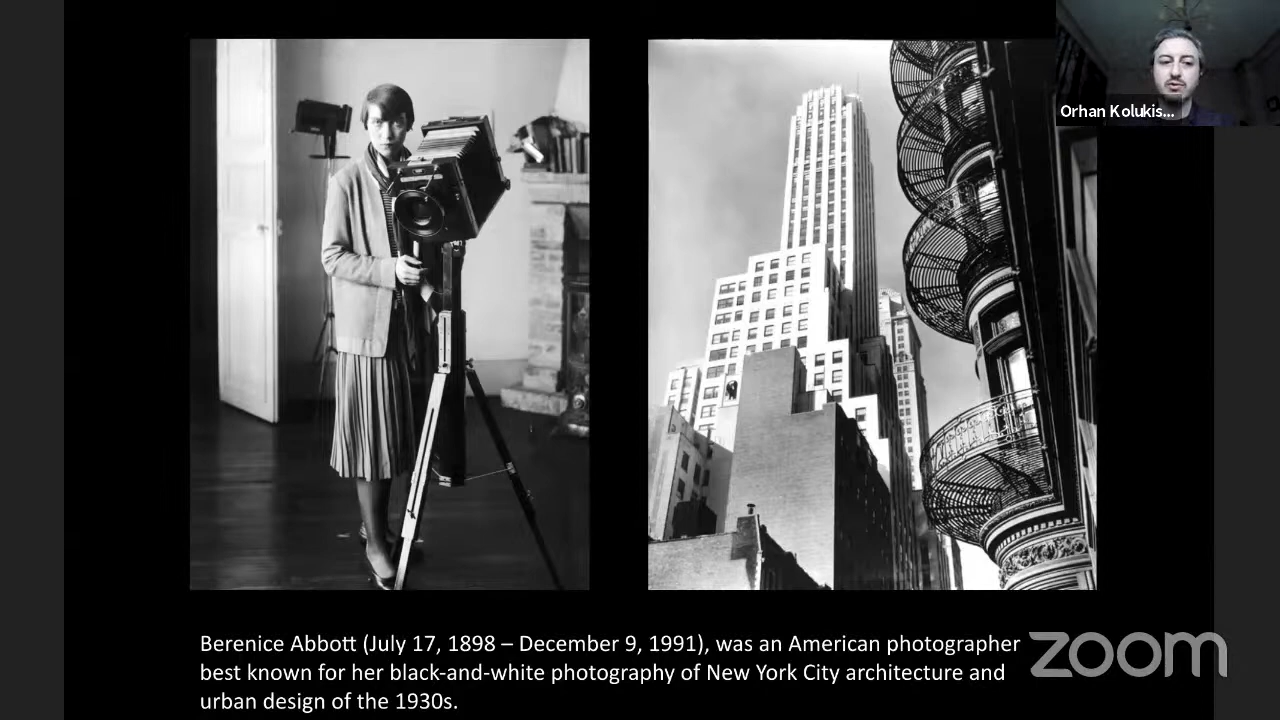 Orhan Kolukis...
Berenice Abbott (July 17, 1898 – December 9, 1991), was an American photographer
best known for her black-and-white photography of New York City architecture and
urban design of the 1930s.
zoom